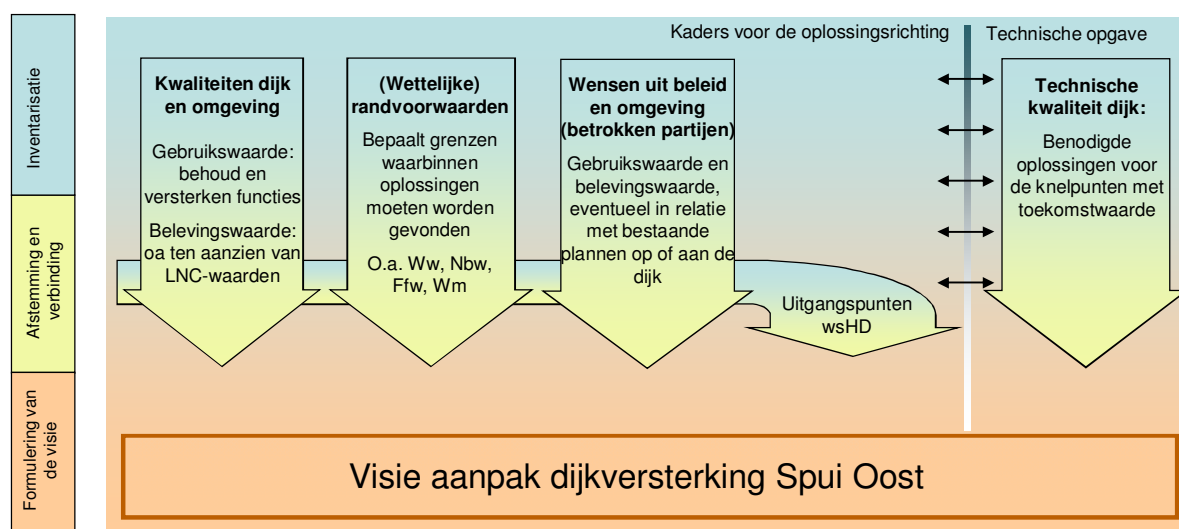 Inventarisatie
Afstemming en
verbinding
Formulering van
de visie
Kaders voor de oplossingsrichting
Technische opgave
Kwaliteiten dijk
en omgeving
Gebruikswaarde:
behoud en
versterken functies
Belevingswaarde:
oa ten aanzien van
LNC-waarden
(Wettelijke)
randvoorwaarden
Bepaalt grenzen
waarbinnen
oplossingen
moeten worden
gevonden
O.a. Ww, Nbw,
Ffw, Wm
Wensen uit beleid
en omgeving
(betrokken partijen)
Gebruikswaarde en
belevingswaarde,
eventueel in relatie
met bestaande
plannen op of aan de
dijk
Uitgangspunten
wsHD
Technische
kwaliteit dijk:
Benodigde
oplossingen voor
de knelpunten met
toekomstwaarde
Visie aanpak dijkversterking Spui Oost